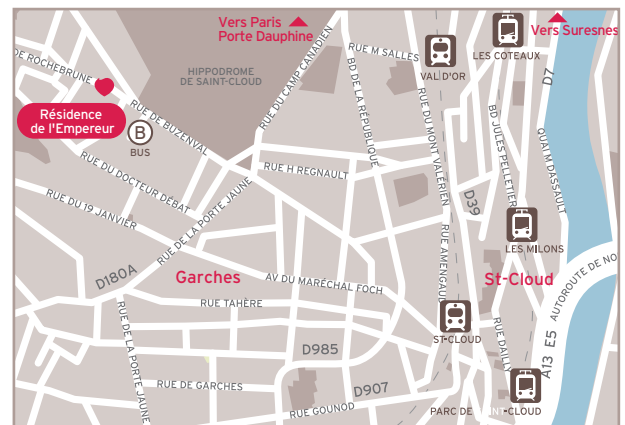 Vers Paris
Porte Dauphine
Vers Suresnes
RUE M SALLES
LES COTEAUX
DE ROCHEBRUNE
HIPPODROME
DE SAINT-CLOUD
RUE DU CAMP CANADIEN
BD DE LA RÉPUBLIQUE
VAL D'OR
D7
Résidence
de l'Empereur
B
BUS
RUE DE BUZENVAL
RUE DU MONT VALÉRIEN
BD JULES PELLETIER
QUAI M DASSAULT
RUE DU DOCTEUR DEBAT
RUE H REGNAULT
RUE DU 19 JANVIER
RUE DE LA PORTE JAUNE
D39
RUE AMENGAUD
LES MILONS
D180A
Garches
AV DU MARÉCHAL FOCH
St-Cloud
AUTOROUTE DE NO
RUE TAHÈRE
RUE DE LA PORTE JAUNE
ST-CLOUD
RUE DAILLY
A13 E5
D985
RUE DE GARCHES
D907
RUE GOUNOD
PARC DE SAINT-CLOUD